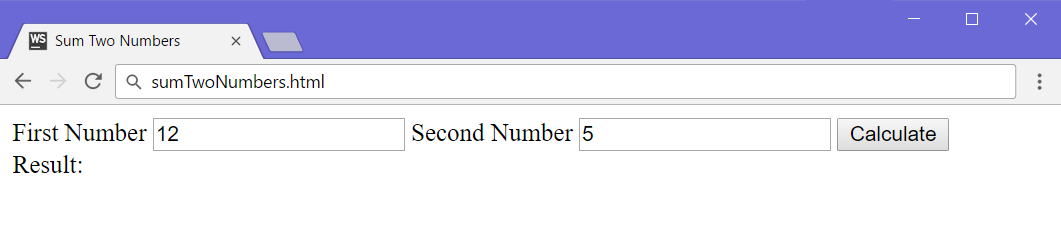 WS Sum Two Numbers
sumTwoNumbers.html
First Number 12 Second Number 5 Calculate
Result: